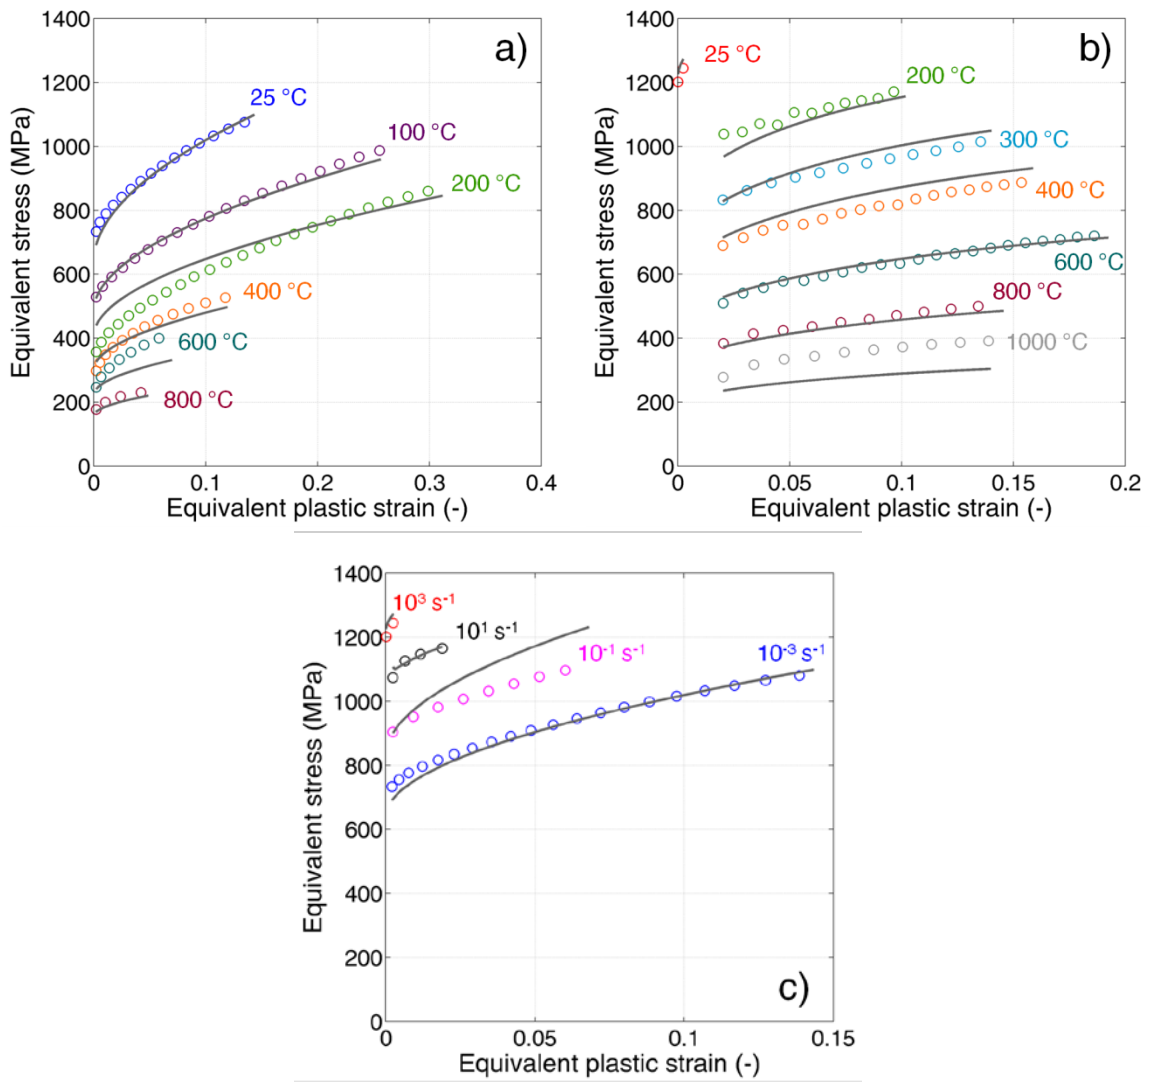 a)
1400
1200
1000
800
600
400
200
0
Equivalent stress (MPa)
25 °C
100 °C
200 °C
400 °C
600 °C
800 °C
0 0.1 0.2 0.3 0.4
Equivalent plastic strain (-)
b)
1400
1200
1000
800
600
400
200
0
Equivalent stress (MPa)
25 °C
200 °C
300 °C
400 °C
600 °C
800 °C
1000 °C
0 0.05 0.1 0.15 0.2
Equivalent plastic strain (-)
1400
1200
1000
800
600
400
200
0
Equivalent stress (MPa)
10³ s⁻¹
10¹ s⁻¹
10⁻¹ s⁻¹
10⁻³ s⁻¹
c)
0 0.05 0.1 0.15
Equivalent plastic strain (-)